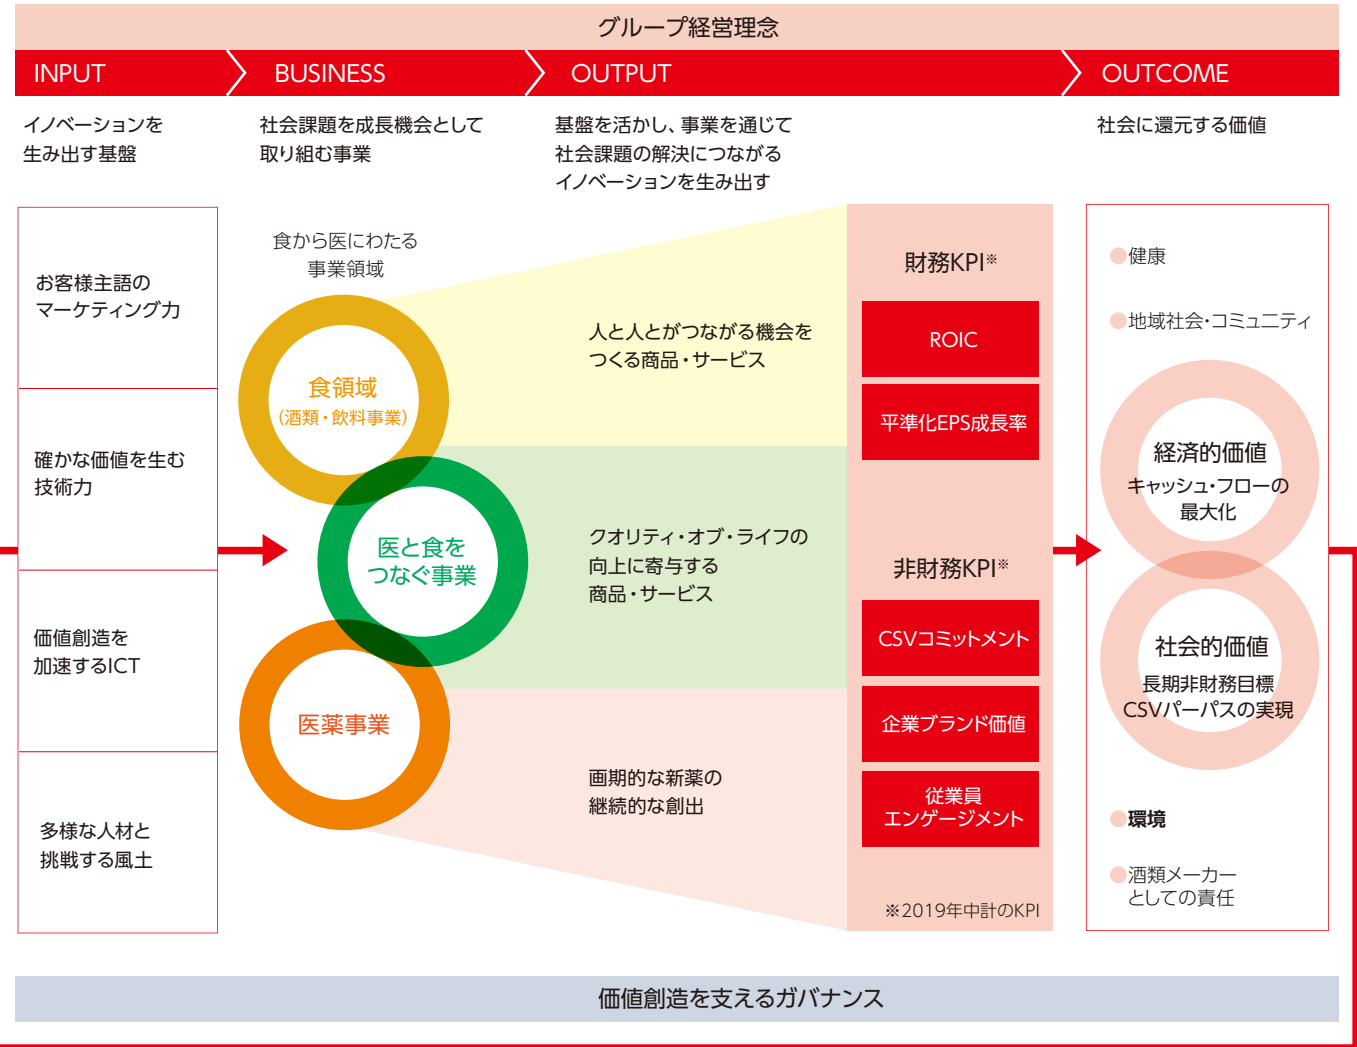 グループ経営理念
INPUT
BUSINESS
OUTPUT
OUTCOME
イノベーションを
生み出す基盤
社会課題を成長機会として
取り組む事業
基盤を活かし、事業を通じて
社会課題の解決につながる
イノベーションを生み出す
社会に還元する価値
お客様主語の
マーケティング力
確かな価値を生む
技術力
価値創造を
加速するICT
多様な人材と
挑戦する風土
食から医にわたる
事業領域
食領域
（酒類・飲料事業）
医と食を
つなぐ事業
医薬事業
人と人とがつながる機会を
つくる商品・サービス
クオリティ・オブ・ライフの
向上に寄与する
商品・サービス
画期的な新薬の
継続的な創出
財務KPI※
ROIC
平準化EPS成長率
非財務KPI※
CSVコミットメント
企業ブランド価値
従業員
エンゲージメント
※2019年中計のKPI
●健康
●地域社会・コミュニティ
経済的価値
キャッシュ・フローの
最大化
社会的価値
長期非財務目標
CSVパーパスの実現
●環境
●酒類メーカー
としての責任
価値創造を支えるガバナンス